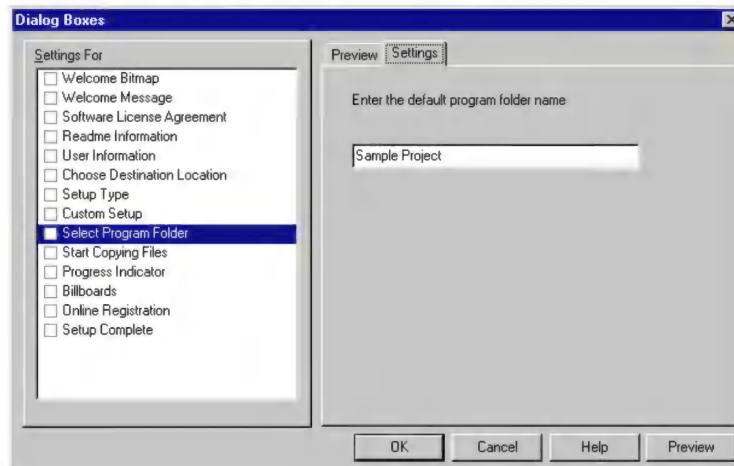 Dialog Boxes
Settings For
Welcome Bitmap
Welcome Message
Software License Agreement
Readme Information
User Information
Choose Destination Location
Setup Type
Custom Setup
Select Program Folder
Start Copying Files
Progress Indicator
Billboards
Online Registration
Setup Complete
Preview Settings
Enter the default program folder name
Sample Project
OK Cancel Help Preview